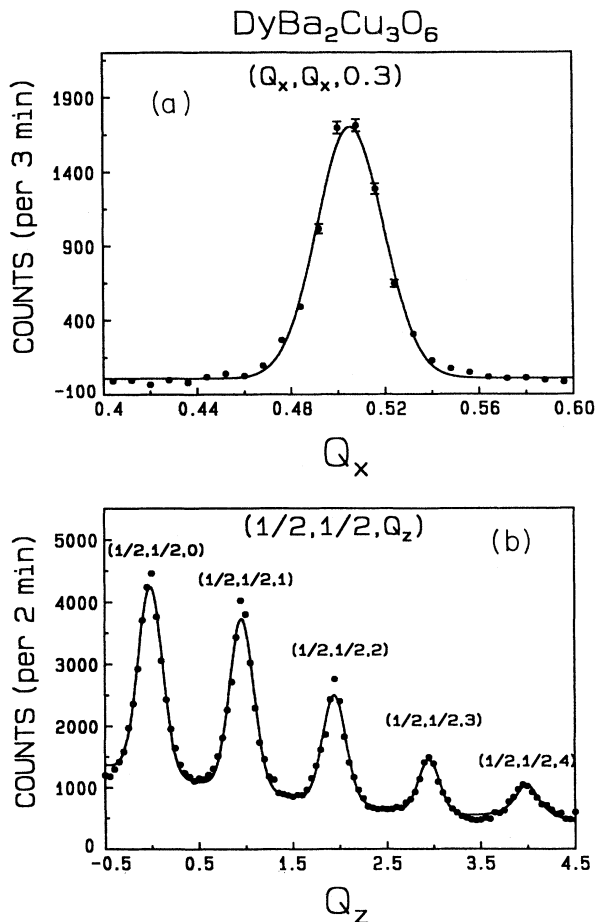 DyBa₂Cu₃O₆
(a)
(Qₓ,Qₓ,0.3)
COUNTS (per 3 min)
1900
1400
900
400
-100
0.4 0.44 0.48 0.52 0.56 0.60
Qₓ
(1/2,1/2,Q_z)
(b)
COUNTS (per 2 min)
5000
4000
3000
2000
1000
0
(1/2,1/2,0)
(1/2,1/2,1)
(1/2,1/2,2)
(1/2,1/2,3)
(1/2,1/2,4)
-0.5 0.5 1.5 2.5 3.5 4.5
Q_z